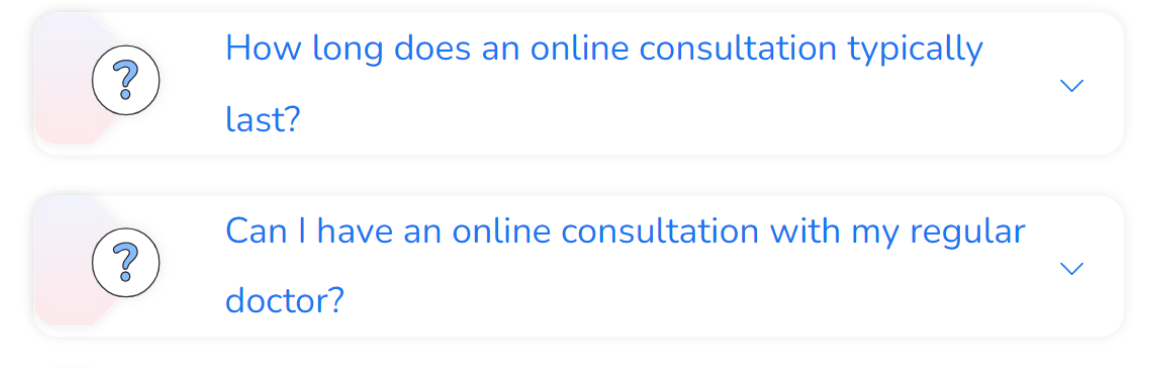 How long does an online consultation typically
last?
Can I have an online consultation with my regular
doctor?